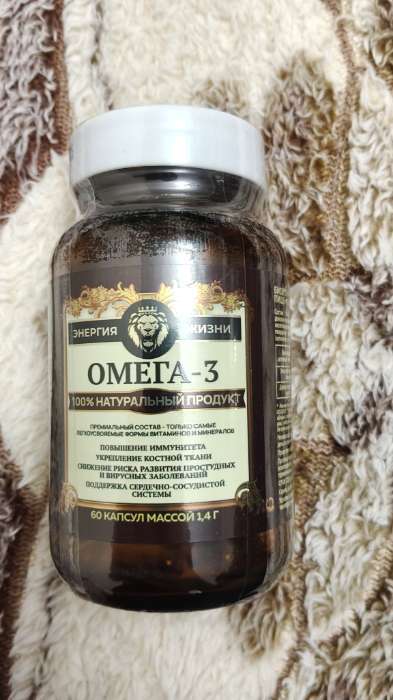 ЭНЕРГИЯ ЖИЗНИ
ОМЕГА-3
100% НАТУРАЛЬНЫЙ ПРОДУКТ
ПРЕМИАЛЬНЫЙ СОСТАВ - ТОЛЬКО САМЫЕ
ЛЕГКОУСВОЯЕМЫЕ ФОРМЫ ВИТАМИНОВ И МИНЕРАЛОВ
ПОВЫШЕНИЕ ИММУНИТЕТА
УКРЕПЛЕНИЕ КОСТНОЙ ТКАНИ
СНИЖЕНИЕ РИСКА РАЗВИТИЯ ПРОСТУДНЫХ
И ВИРУСНЫХ ЗАБОЛЕВАНИЙ
ПОДДЕРЖКА СЕРДЕЧНО-СОСУДИСТОЙ
СИСТЕМЫ
60 КАПСУЛ МАССОЙ 1,4 Г